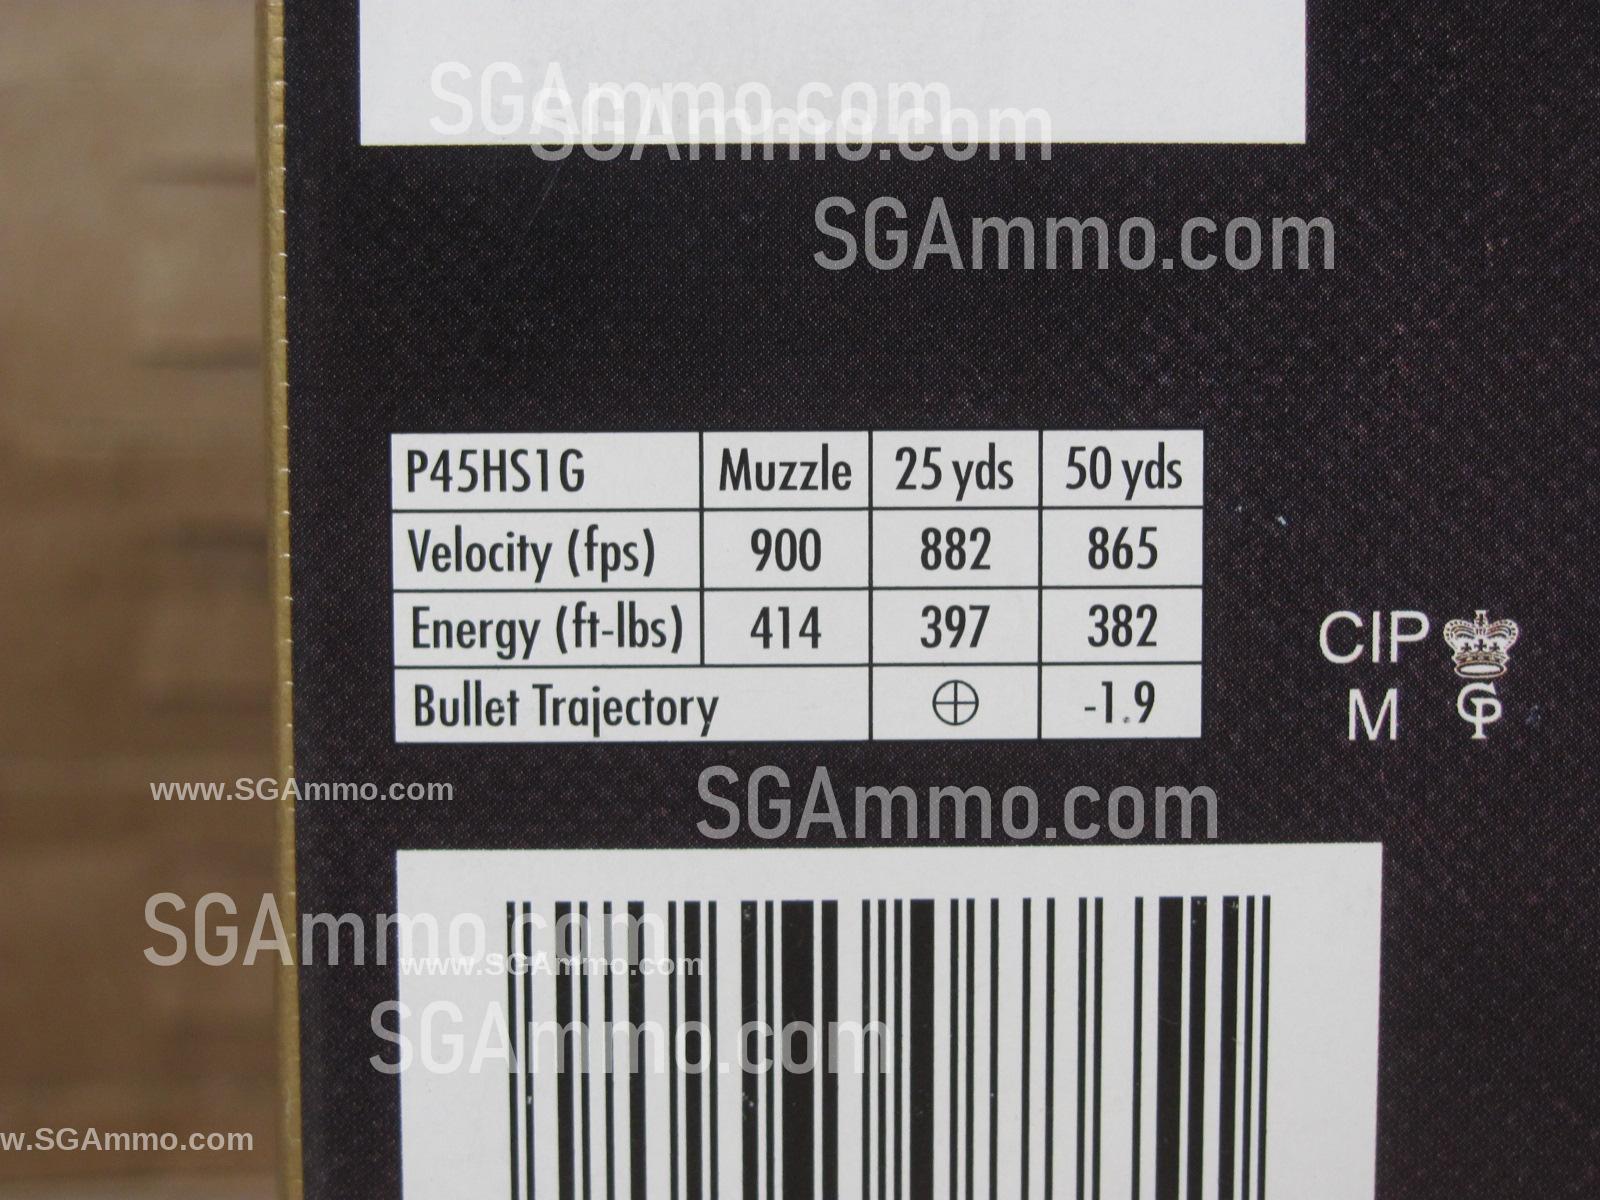 SGAmmo.com
SGAmmo.com
SGAmmo.com
P45HS1G Muzzle 25 yds 50 yds
Velocity (fps) 900 882 865
Energy (ft-lbs) 414 397 382
Bullet Trajectory ⊕ -1.9
CIP
M GP
www.SGAmmo.com
SGAmmo.com
SGAmmo.com
www.SGAmmo.com
SGAmmo.com
w.SGAmmo.com